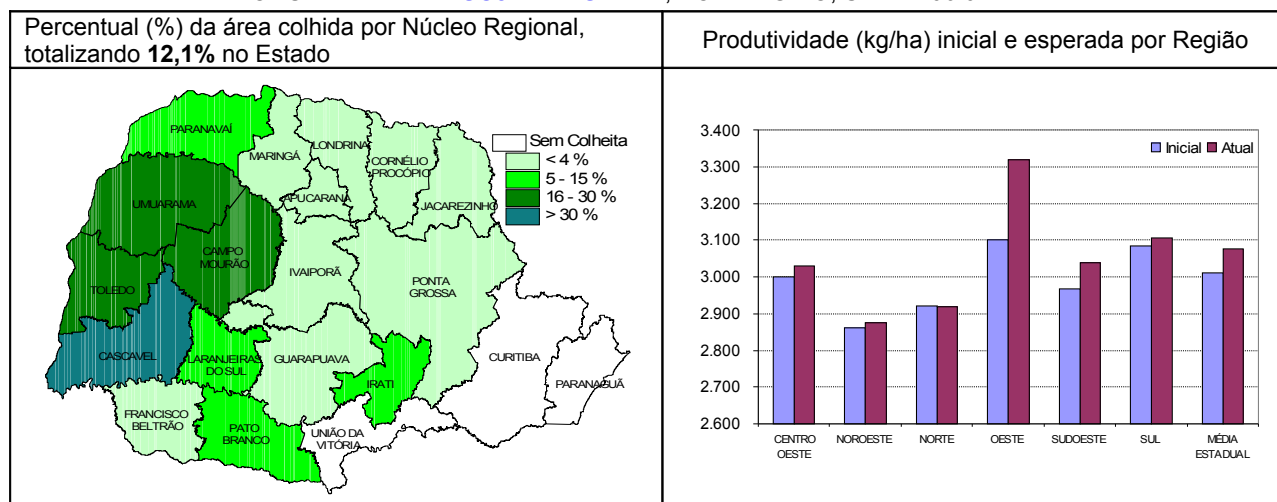 Percentual (%) da área colhida por Núcleo Regional,
totalizando 12,1% no Estado
PARANAVAÍ
MARINGÁ
LONDRINA
CORNÉLIO
PROCÓPIO
APUCARANA
JACAREZINHO
UMUARAMA
CAMPO
MOURÃO
IVAIPORÃ
PONTA
GROSSA
TOLEDO
CASCAVEL
LARANJEIRAS
DO SUL
GUARAPUAVA
IRATI
CURITIBA
PARANAGUÃ
FRANCISCO
BELTRÃO
PATO
BRANCO
UNIÃO DA
VITÓRIA
Sem Colheita
< 4 %
5 - 15 %
16 - 30 %
> 30 %
Produtividade (kg/ha) inicial e esperada por Região
Inicial Atual
3.400
3.300
3.200
3.100
3.000
2.900
2.800
2.700
2.600
CENTRO
OESTE
NOROESTE
NORTE
OESTE
SUDOESTE
SUL
MÉDIA
ESTADUAL